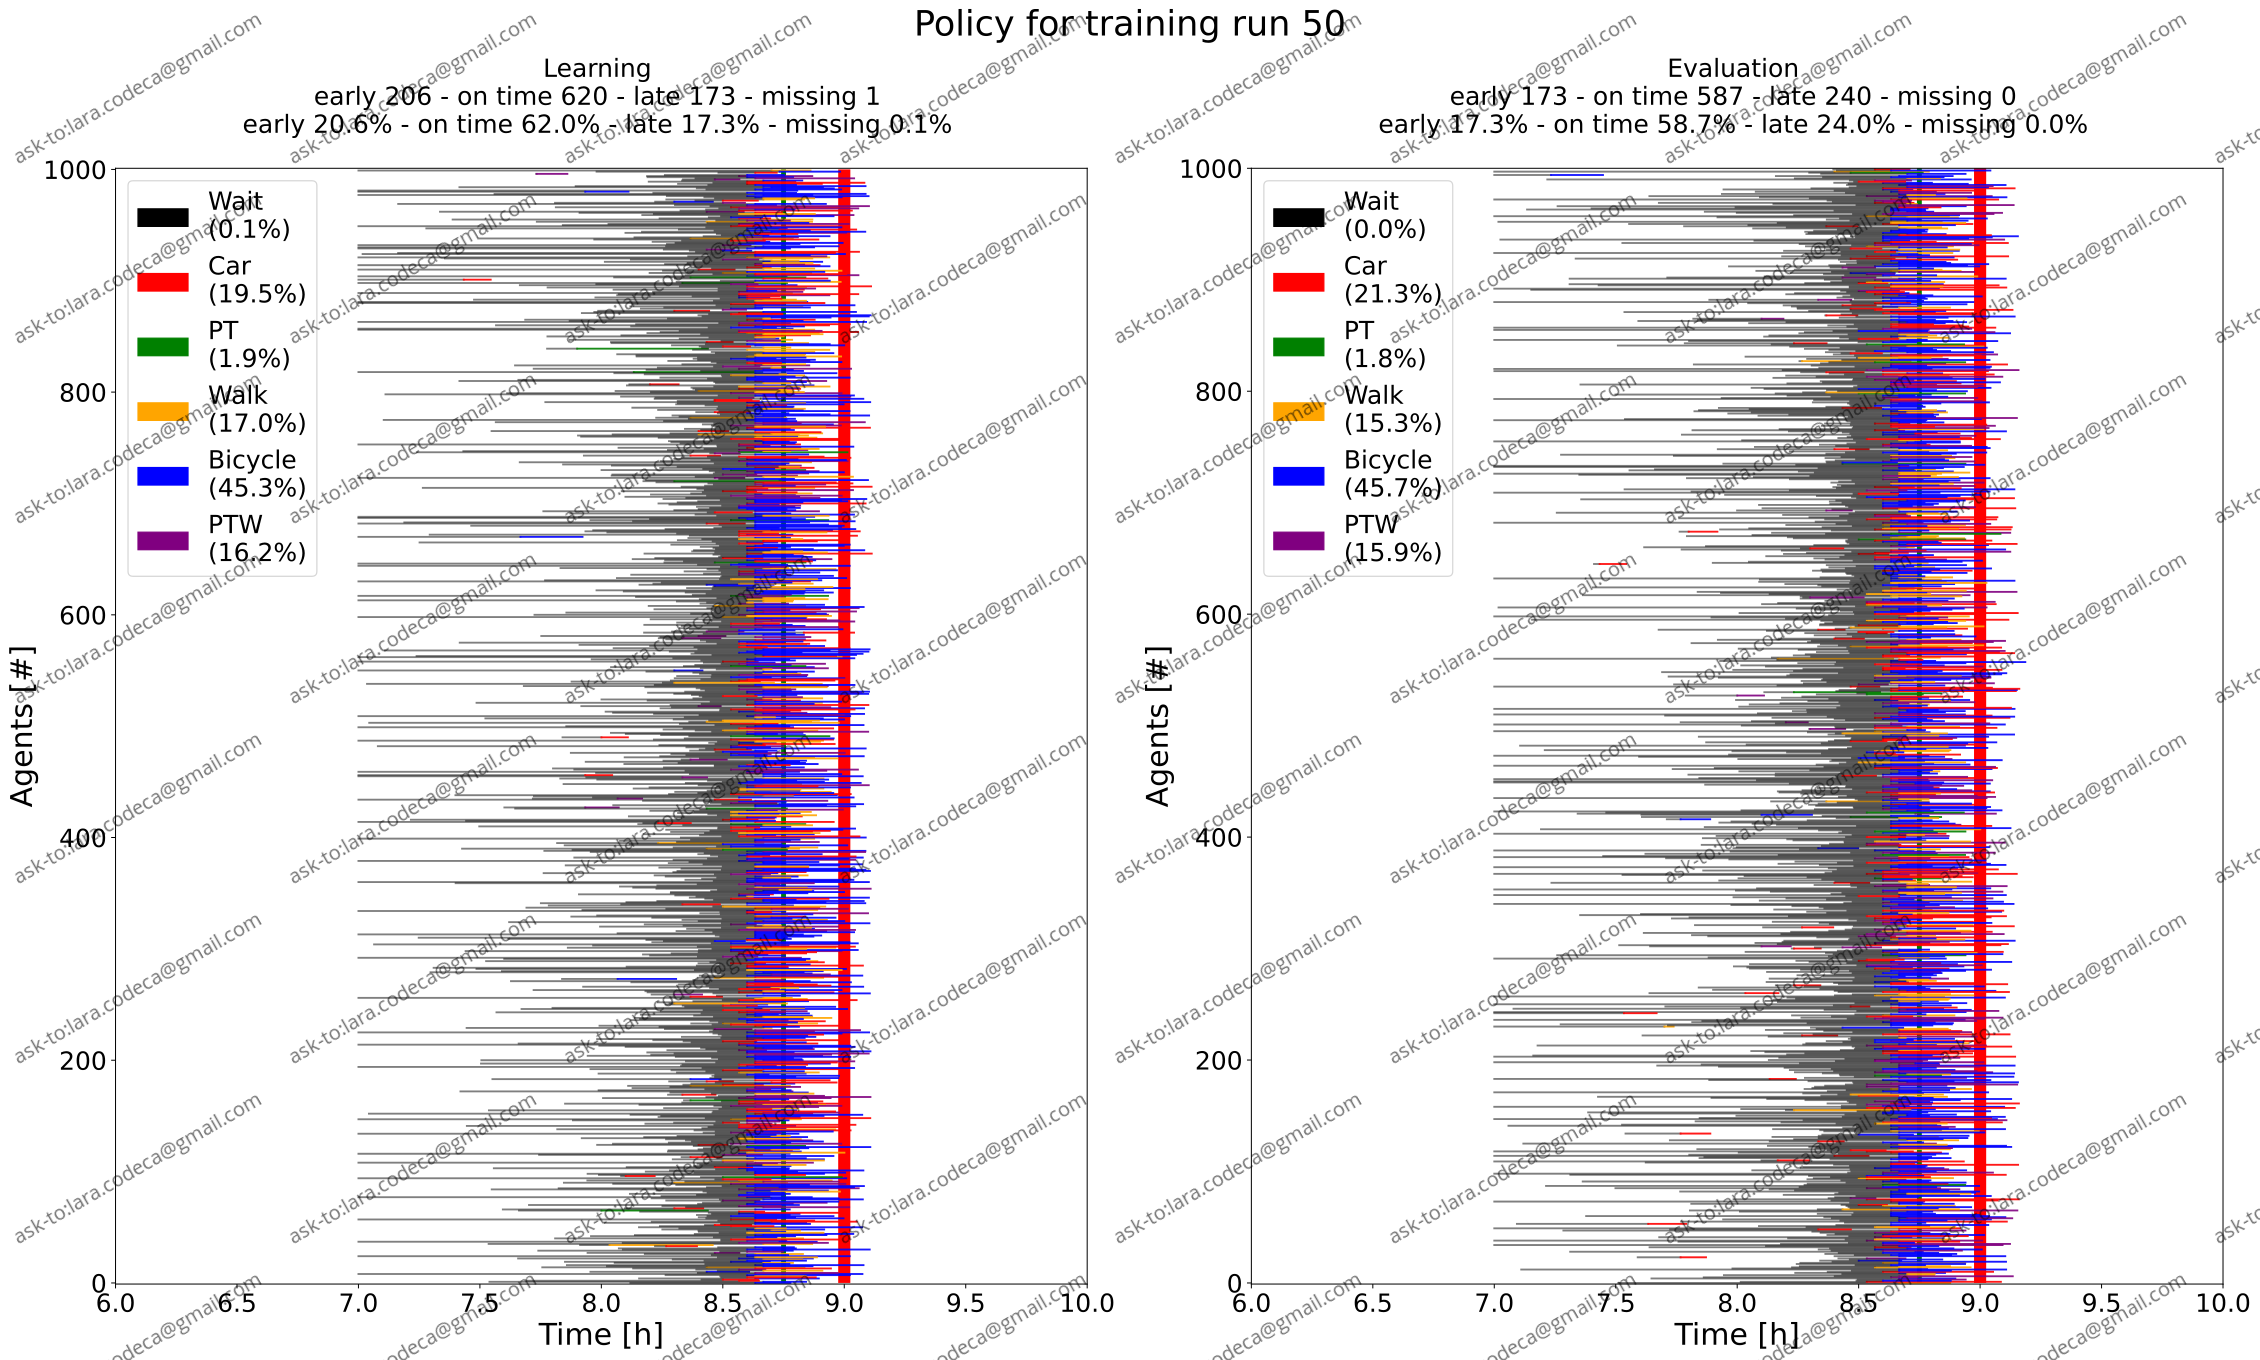 Policy for training run 50
Learning
early 206 - on time 620 - late 173 - missing 1
early 20.6% - on time 62.0% - late 17.3% - missing 0.1%
Evaluation
early 173 - on time 587 - late 240 - missing 0
early 17.3% - on time 58.7% - late 24.0% - missing 0.0%
Agents [#]
1000
800
600
400
200
0
Wait
(0.1%)
Car
(19.5%)
PT
(1.9%)
Walk
(17.0%)
Bicycle
(45.3%)
PTW
(16.2%)
6.0 6.5 7.0 7.5 8.0 8.5 9.0 9.5 10.0
Time [h]
Agents [#]
1000
800
600
400
200
0
Wait
(0.0%)
Car
(21.3%)
PT
(1.8%)
Walk
(15.3%)
Bicycle
(45.7%)
PTW
(15.9%)
6.0 6.5 7.0 7.5 8.0 8.5 9.0 9.5 10.0
Time [h]
ask-to:lara.codeca@gmail.com